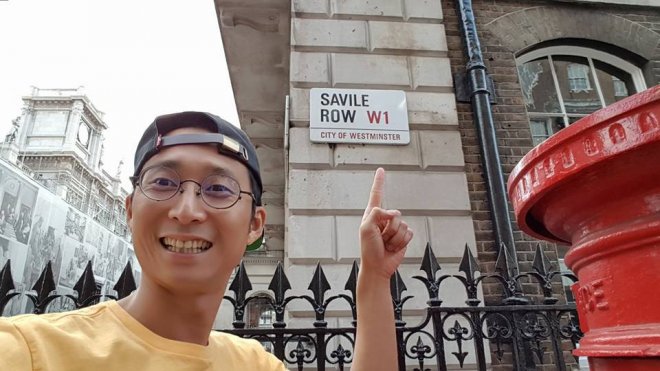 SAVILE
ROW W1
CITY OF WESTMINSTER